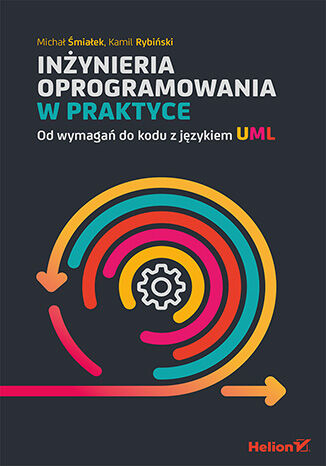 Michał Śmiałek, Kamil Rybiński
INŻYNIERIA
OPROGRAMOWANIA
W PRAKTYCE
Od wymagań do kodu z językiem UML
Helion